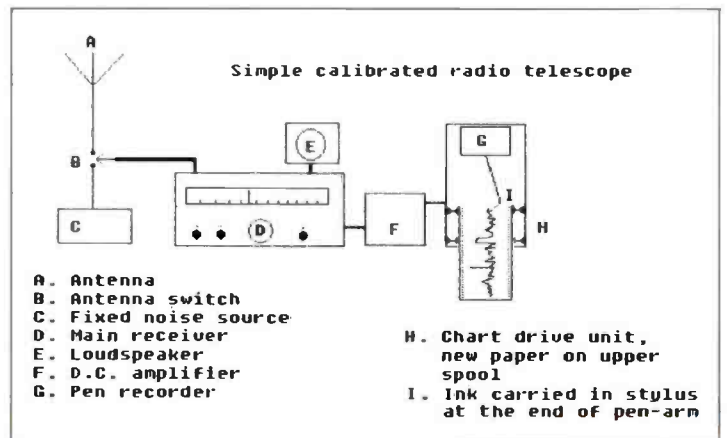 A
Simple calibrated radio telescope
G
E
B
I
C
D
F
H
A. Antenna
B. Antenna switch
C. Fixed noise source
D. Main receiver
E. Loudspeaker
F. D.C. amplifier
G. Pen recorder
H. Chart drive unit,
new paper on upper
spool
I. Ink carried in stylus
at the end of pen-arm